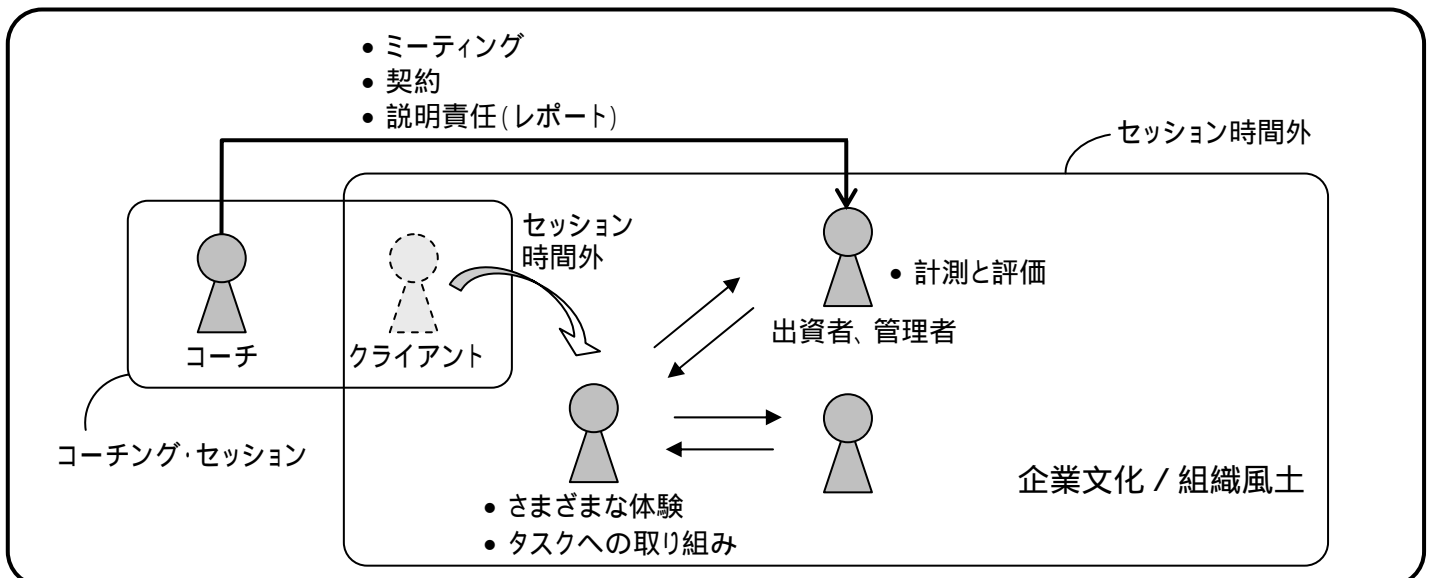 • ミーティング
• 契約
• 説明責任(レポート)
セッション時間外
セッション
時間外
• 計測と評価
出資者、管理者
コーチ
クライアント
コーチング・セッション
企業文化 / 組織風土
• さまざまな体験
• タスクへの取り組み